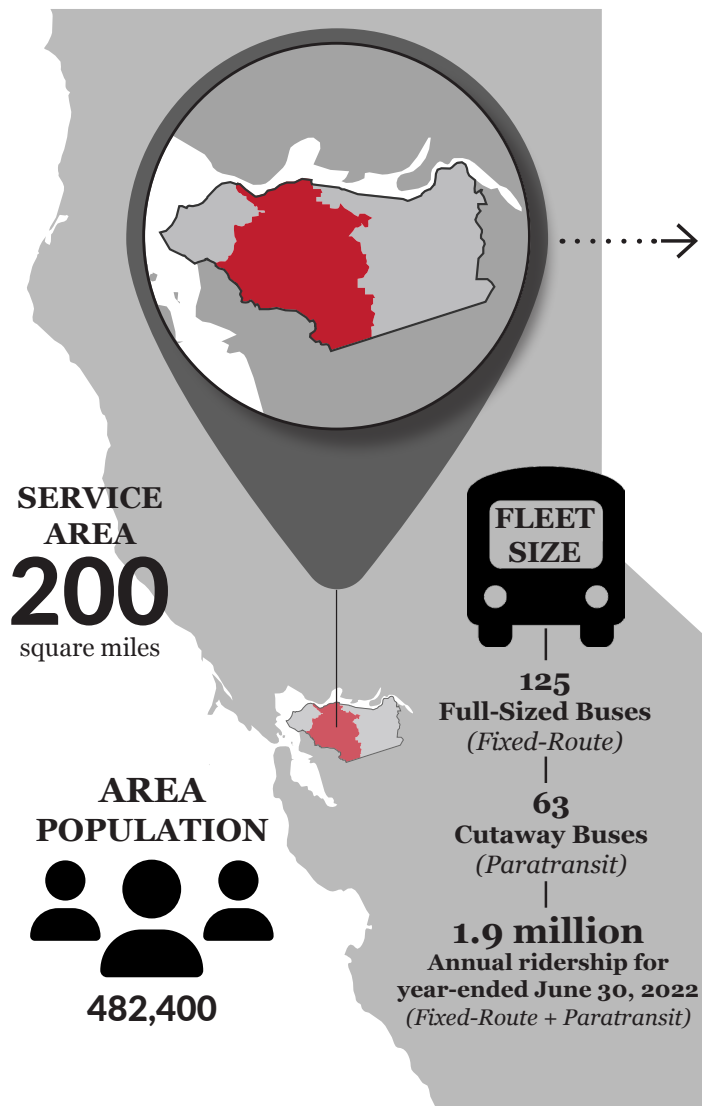 SERVICE
AREA
200
square miles
FLEET
SIZE
125
Full-Sized Buses
(Fixed-Route)
63
Cutaway Buses
(Paratransit)
1.9 million
Annual ridership for
year-ended June 30, 2022
(Fixed-Route + Paratransit)
AREA
POPULATION
482,400